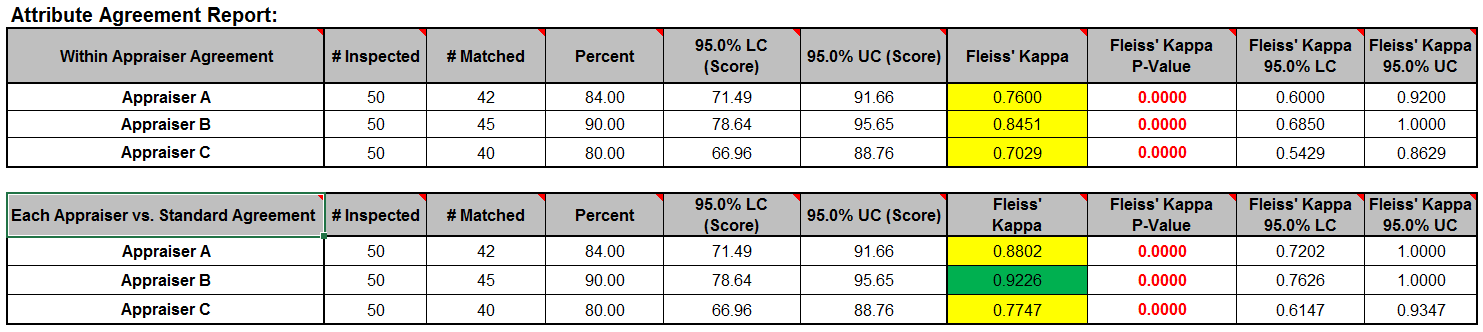 Attribute Agreement Report:
Within Appraiser Agreement # Inspected # Matched Percent 95.0% LC (Score) 95.0% UC (Score) Fleiss' Kappa Fleiss' Kappa P-Value Fleiss' Kappa 95.0% LC Fleiss' Kappa 95.0% UC
Appraiser A 50 42 84.00 71.49 91.66 0.7600 0.0000 0.6000 0.9200
Appraiser B 50 45 90.00 78.64 95.65 0.8451 0.0000 0.6850 1.0000
Appraiser C 50 40 80.00 66.96 88.76 0.7029 0.0000 0.5429 0.8629
Each Appraiser vs. Standard Agreement # Inspected # Matched Percent 95.0% LC (Score) 95.0% UC (Score) Fleiss' Kappa Fleiss' Kappa P-Value Fleiss' Kappa 95.0% LC Fleiss' Kappa 95.0% UC
Appraiser A 50 42 84.00 71.49 91.66 0.8802 0.0000 0.7202 1.0000
Appraiser B 50 45 90.00 78.64 95.65 0.9226 0.0000 0.7626 1.0000
Appraiser C 50 40 80.00 66.96 88.76 0.7747 0.0000 0.6147 0.9347